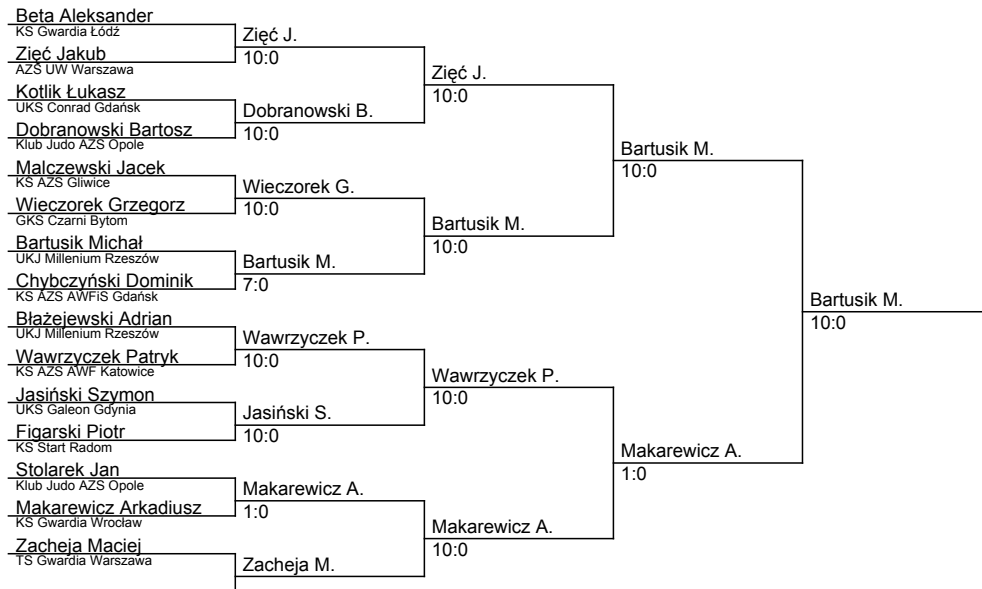 Beta Aleksander
KS Gwardia Łódź
Zięć Jakub
AZS UW Warszawa
Kotlik Łukasz
UKS Conrad Gdańsk
Dobranowski Bartosz
Klub Judo AZS Opole
Malczewski Jacek
KS AZS Gliwice
Wieczorek Grzegorz
GKS Czarni Bytom
Bartusik Michał
UKJ Millenium Rzeszów
Chybczyński Dominik
KS AZS AWFiS Gdańsk
Błażejewski Adrian
UKJ Millenium Rzeszów
Wawrzyczek Patryk
KS AZS AWF Katowice
Jasiński Szymon
UKS Galeon Gdynia
Figarski Piotr
KS Start Radom
Stolarek Jan
Klub Judo AZS Opole
Makarewicz Arkadiusz
KS Gwardia Wrocław
Zacheja Maciej
TS Gwardia Warszawa
Zięć J.
10:0
Dobranowski B.
10:0
Wieczorek G.
10:0
Bartusik M.
7:0
Wawrzyczek P.
10:0
Jasiński S.
10:0
Makarewicz A.
1:0
Zacheja M.
Zięć J.
10:0
Bartusik M.
10:0
Wawrzyczek P.
10:0
Makarewicz A.
10:0
Bartusik M.
10:0
Makarewicz A.
1:0
Bartusik M.
10:0